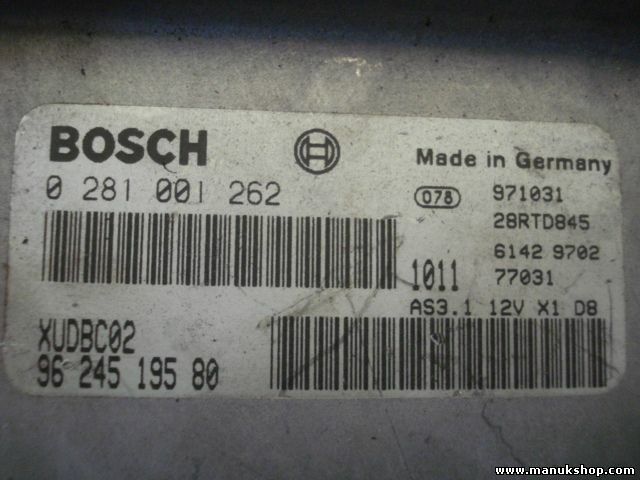 BOSCH
Made in Germany
0 281 001 262
078 971031
28RTD845
6142 9702
1011 77031
AS3.1 12V X1 D8
XUDBC02
96 245 195 80
www.manukshop.com